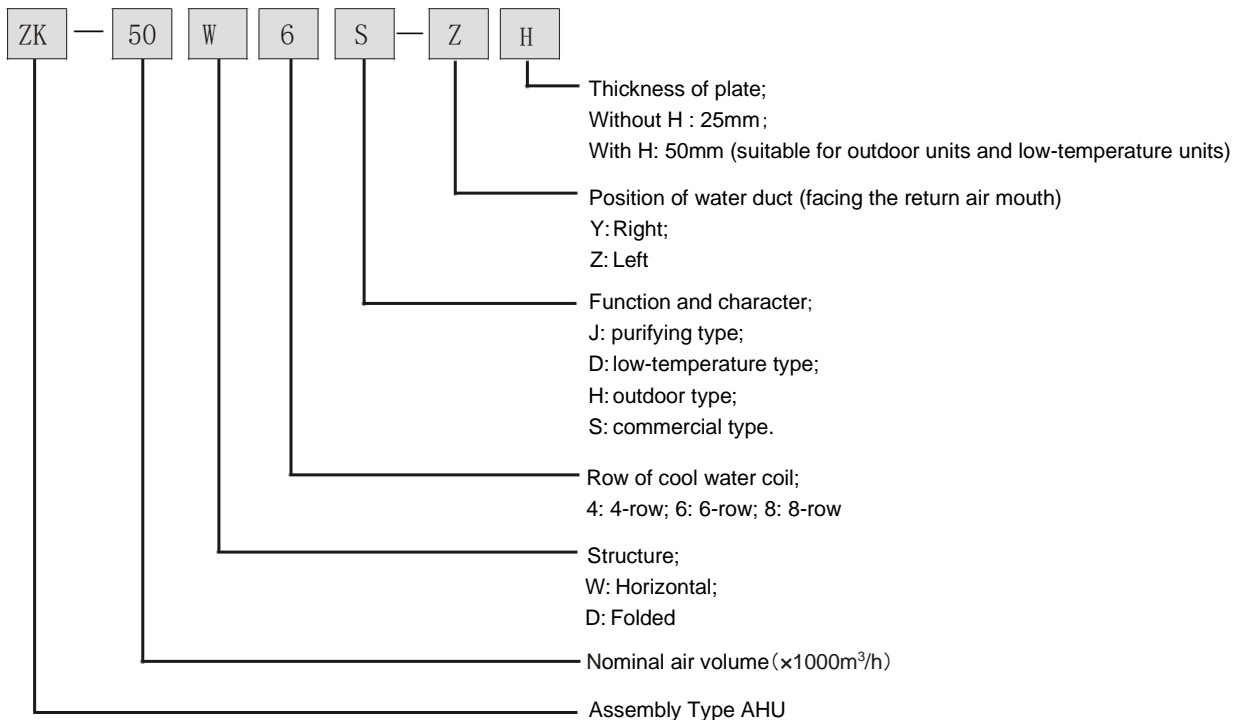 ZK — 50 W 6 S — Z H
Thickness of plate;
Without H : 25mm;
With H: 50mm (suitable for outdoor units and low-temperature units)
Position of water duct (facing the return air mouth)
Y: Right;
Z: Left
Function and character;
J: purifying type;
D: low-temperature type;
H: outdoor type;
S: commercial type.
Row of cool water coil;
4: 4-row; 6: 6-row; 8: 8-row
Structure;
W: Horizontal;
D: Folded
Nominal air volume（×1000m³/h）
Assembly Type AHU